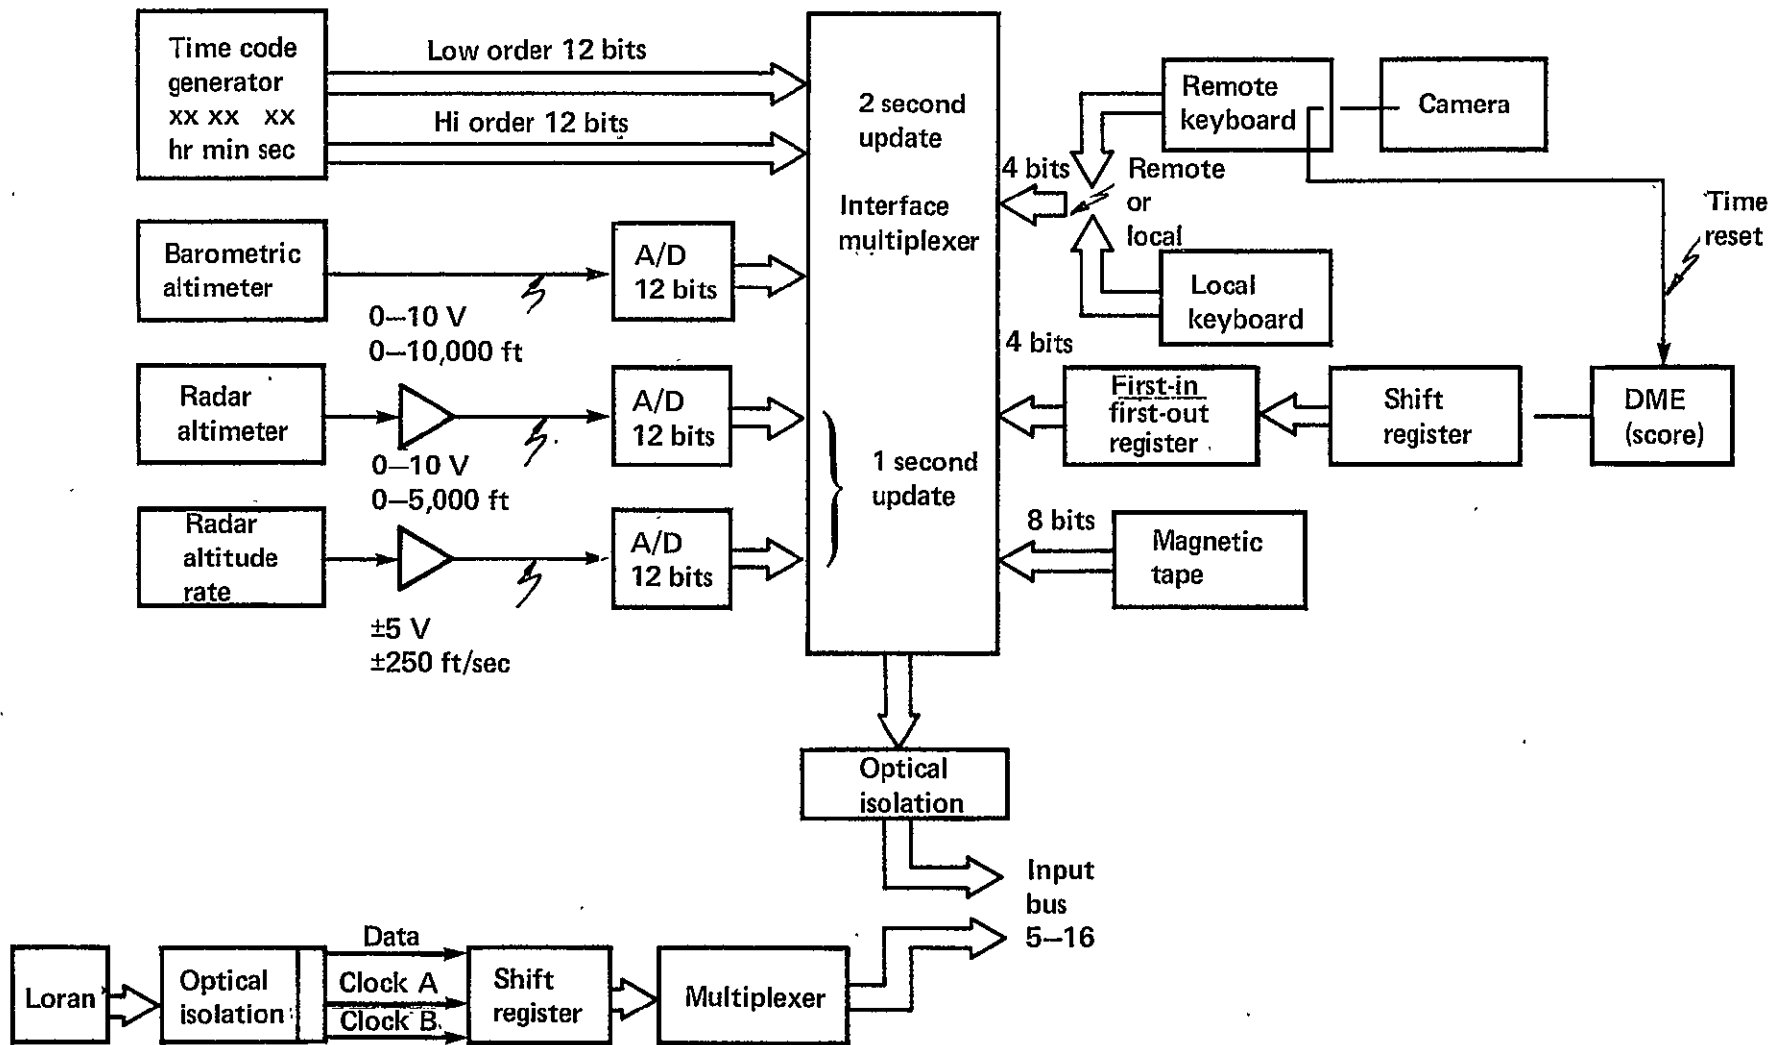 Time code
generator
xx xx xx
hr min sec
Low order 12 bits
Hi order 12 bits
Barometric
altimeter
0–10 V
0–10,000 ft
A/D
12 bits
Radar
altimeter
0–10 V
0–5,000 ft
A/D
12 bits
Radar
altitude
rate
±5 V
±250 ft/sec
A/D
12 bits
2 second
update
Interface
multiplexer
1 second
update
Remote
keyboard
Camera
4 bits
Remote
or
local
Local
keyboard
Time
reset
4 bits
First-in
first-out
register
Shift
register
DME
(score)
8 bits
Magnetic
tape
Optical
isolation
Input
bus
5–16
Loran
Optical
isolation
Data
Clock A
Clock B
Shift
register
Multiplexer